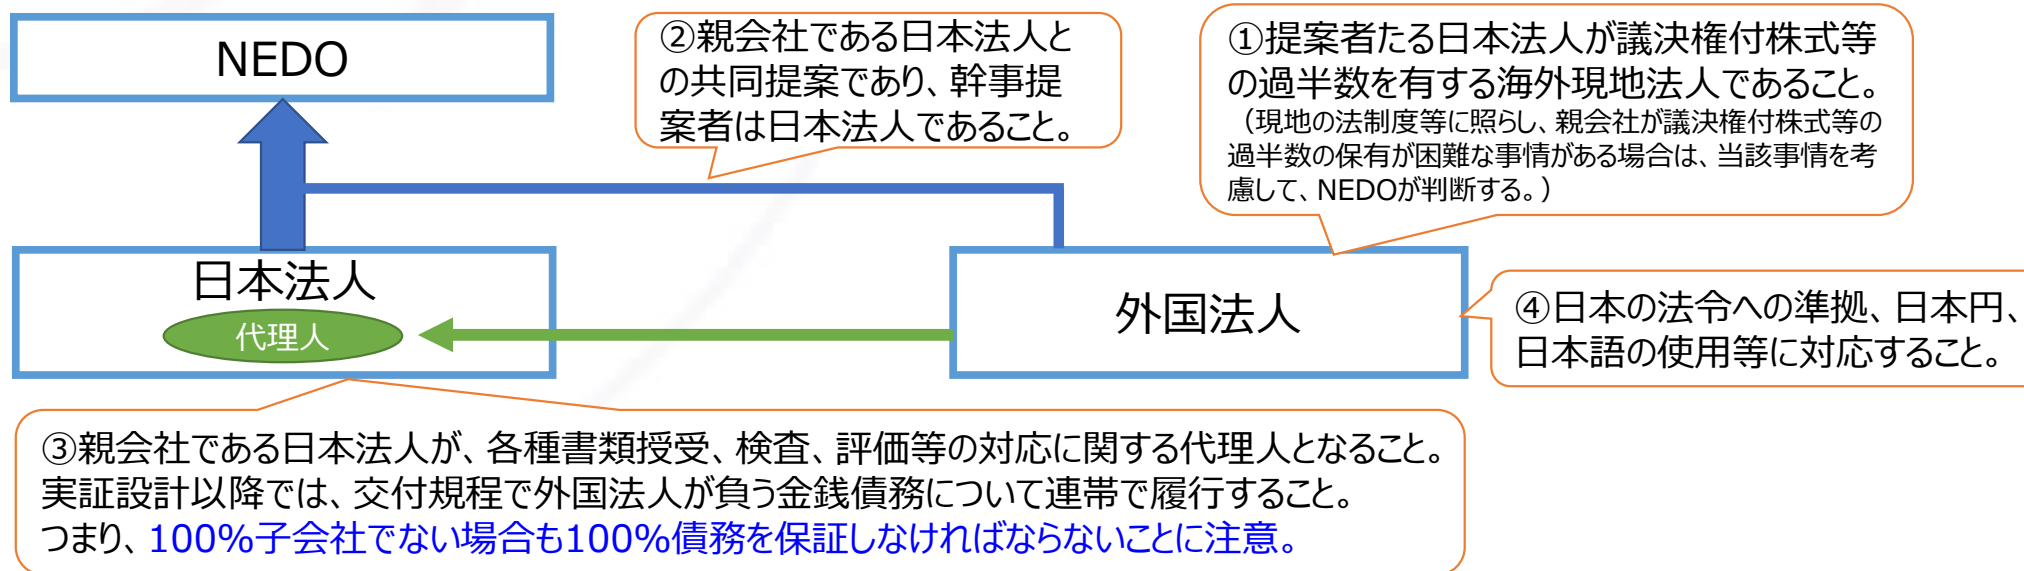 NEDO
②親会社である日本法人と
の共同提案であり、幹事提
案者は日本法人であること。
①提案者たる日本法人が議決権付株式等
の過半数を有する海外現地法人であること。
（現地の法制度等に照らし、親会社が議決権付株式等の
過半数の保有が困難な事情がある場合は、当該事情を考
慮して、NEDOが判断する。）
日本法人
代理人
外国法人
④日本の法令への準拠、日本円、
日本語の使用等に対応すること。
③親会社である日本法人が、各種書類授受、検査、評価等の対応に関する代理人となること。
実証設計以降では、交付規程で外国法人が負う金銭債務について連帯で履行すること。
つまり、100%子会社でない場合も100%債務を保証しなければならないことに注意。